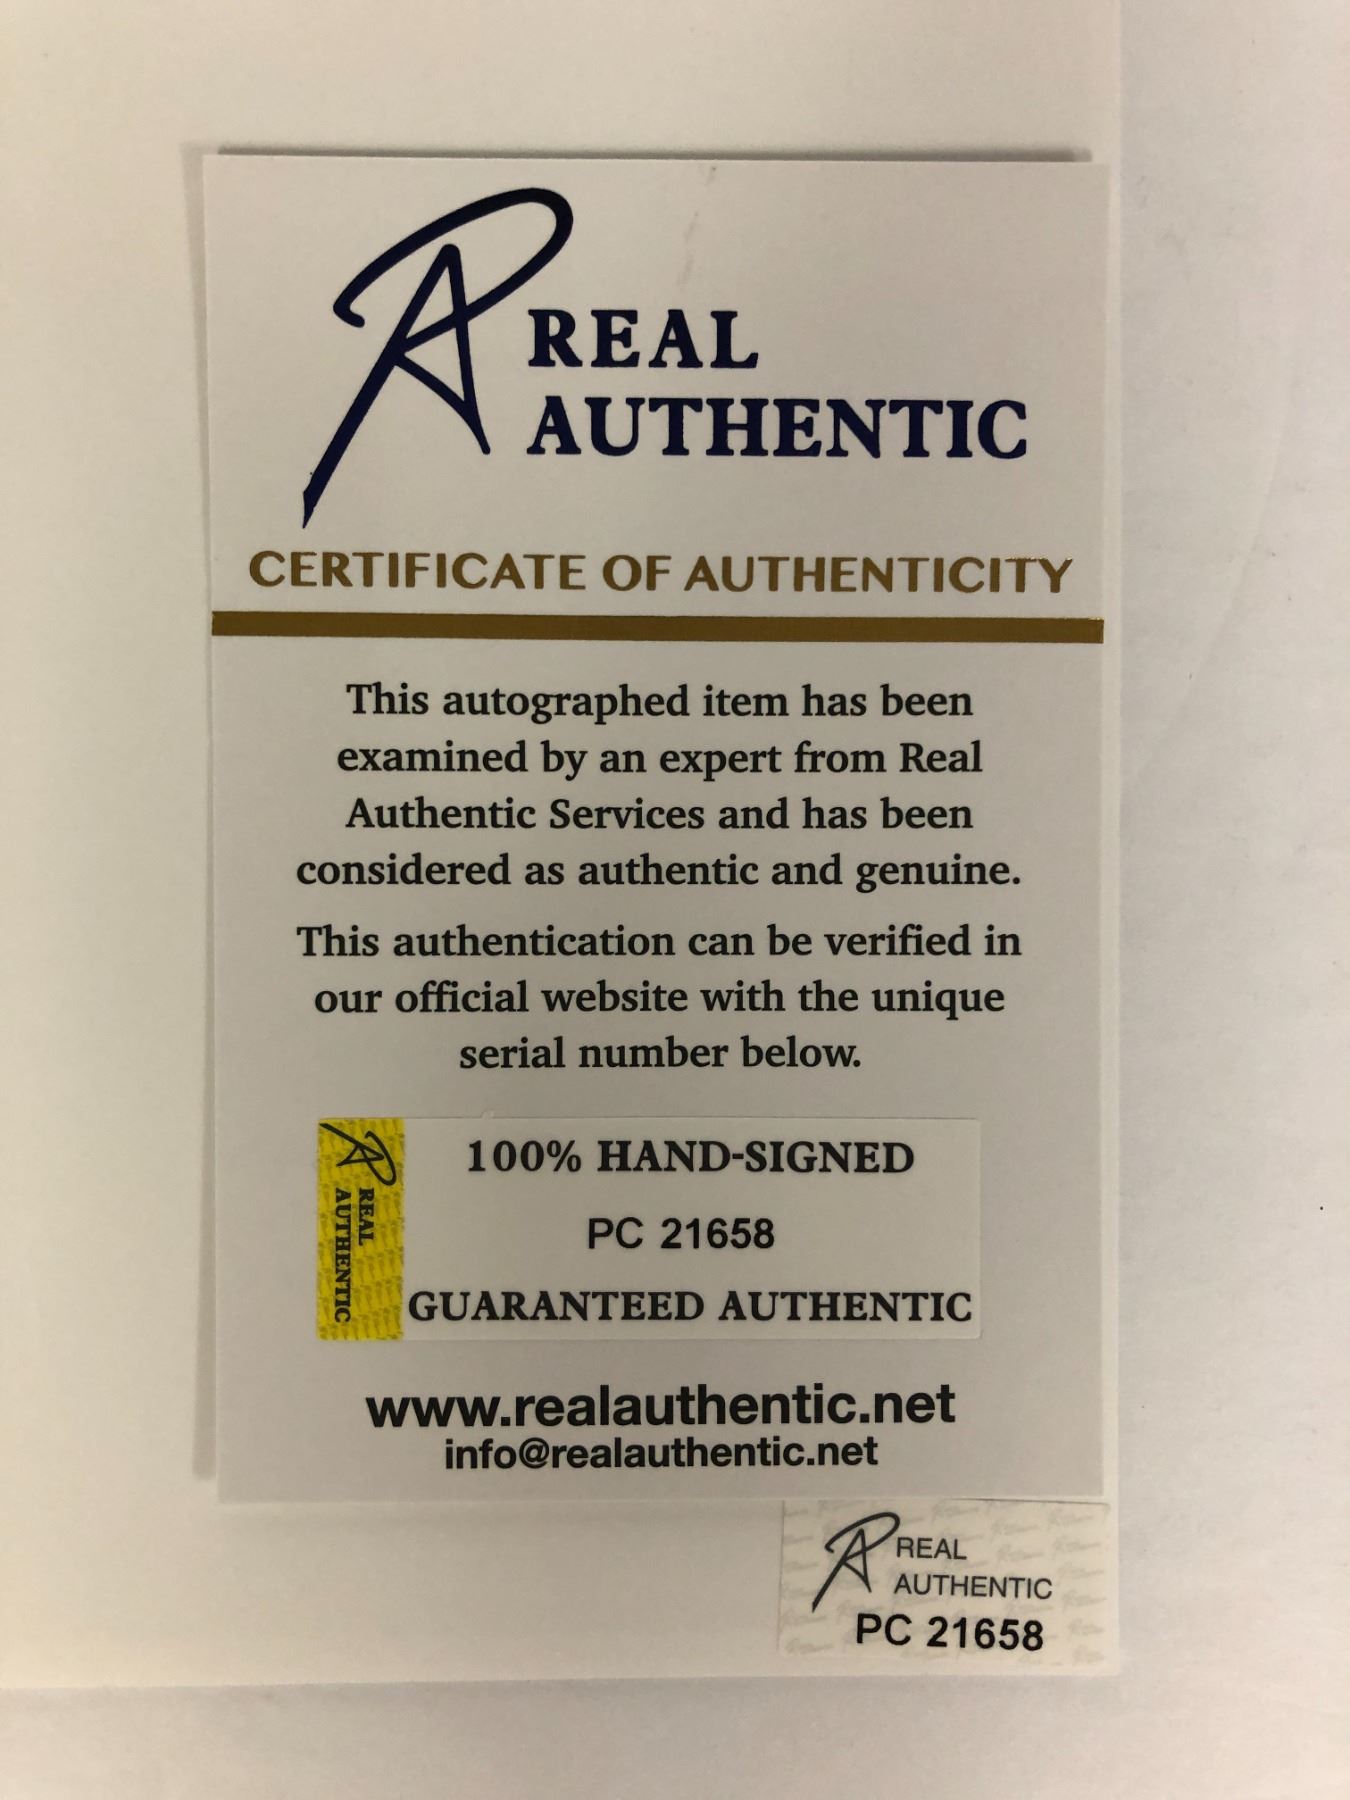 REAL
AUTHENTIC
CERTIFICATE OF AUTHENTICITY
This autographed item has been
examined by an expert from Real
Authentic Services and has been
considered as authentic and genuine.
This authentication can be verified in
our official website with the unique
serial number below.
REAL
AUTHENTIC
100% HAND-SIGNED
PC 21658
GUARANTEED AUTHENTIC
www.realauthentic.net
info@realauthentic.net
REAL
AUTHENTIC
PC 21658